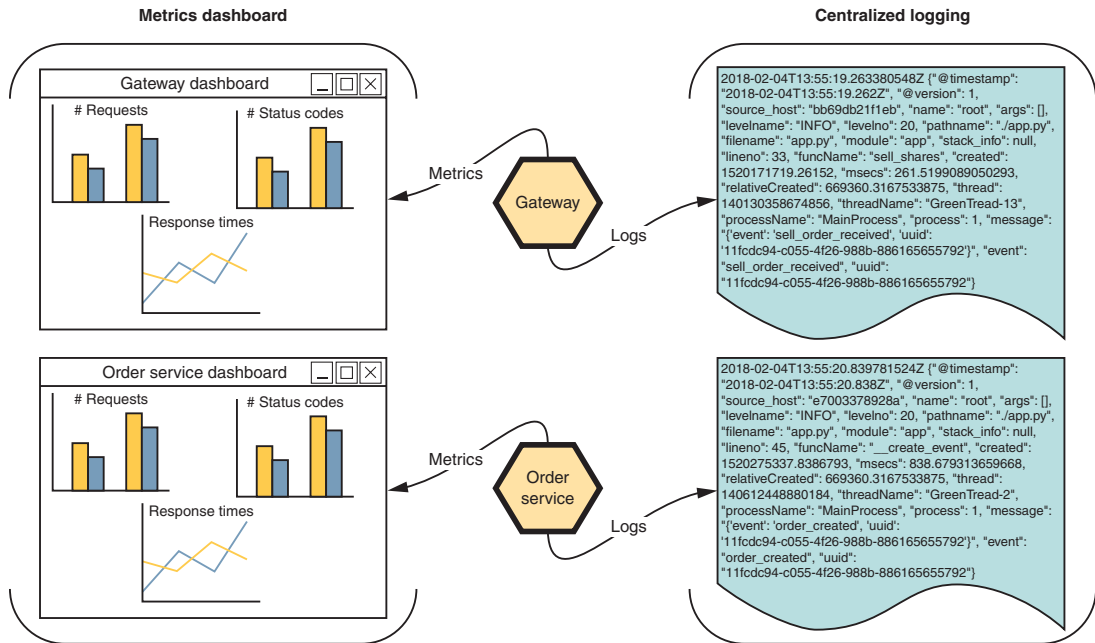 Metrics dashboard
Centralized logging
Gateway dashboard
# Requests
# Status codes
Response times
Metrics
Gateway
Logs
2018-02-04T13:55:19.263380548Z {"@timestamp":
"2018-02-04T13:55:19.262Z", "@version": 1,
"source_host": "bb69db21f1eb", "name": "root", "args": [],
"levelname": "INFO", "levelno": 20, "pathname": "./app.py",
"filename": "app.py", "module": "app", "stack_info": null,
"lineno": 33, "funcName": "sell_shares", "created":
1520171719.26152, "msecs": 261.5199089050293,
"relativeCreated": 669360.3167533875, "thread":
140130358674856, "threadName": "GreenTread-13",
"processName": "MainProcess", "process": 1, "message":
"{'event': 'sell_order_received', 'uuid':
'11fcdc94-c055-4f26-988b-886165655792'}", "event":
"sell_order_received", "uuid":
"11fcdc94-c055-4f26-988b-886165655792"}
Order service dashboard
# Requests
# Status codes
Response times
Metrics
Order
service
Logs
2018-02-04T13:55:20.839781524Z {"@timestamp":
"2018-02-04T13:55:20.838Z", "@version": 1,
"source_host": "e7003378928a", "name": "root", "args": [],
"levelname": "INFO", "levelno": 20, "pathname": "./app.py",
"filename": "app.py", "module": "app", "stack_info": null,
"lineno": 45, "funcName": "__create_event", "created":
1520275337.8386793, "msecs": 838.679313659668,
"relativeCreated": 669360.3167533875, "thread":
140612448880184, "threadName": "GreenTread-2",
"processName": "MainProcess", "process": 1, "message":
"{'event': 'order_created', 'uuid':
'11fcdc94-c055-4f26-988b-886165655792'}", "event":
"order_created", "uuid":
"11fcdc94-c055-4f26-988b-886165655792"}